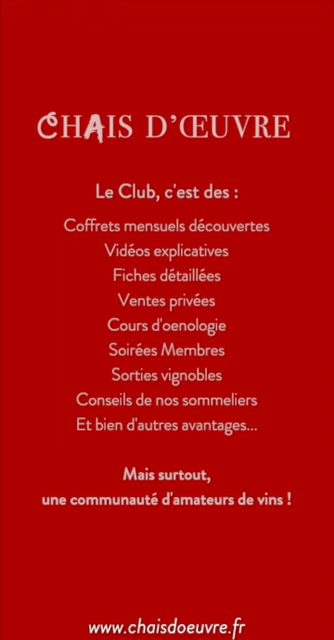 CHAIS D'ŒUVRE
Le Club, c'est des :
Coffrets mensuels découvertes
Vidéos explicatives
Fiches détaillées
Ventes privées
Cours d'oenologie
Soirées Membres
Sorties vignobles
Conseils de nos sommeliers
Et bien d'autres avantages...
Mais surtout,
une communauté d'amateurs de vins !
www.chaisdoeuvre.fr